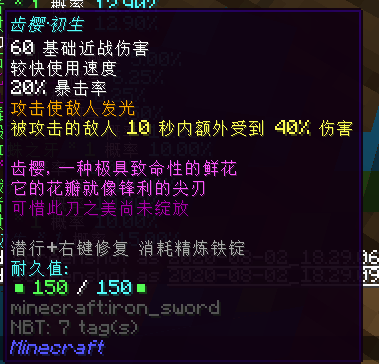 齿樱·初生
60 基础近战伤害
较快使用速度
20% 暴击率
攻击使敌人发光
被攻击的敌人 10 秒内额外受到 40% 伤害
齿樱, 一种极具致命性的鲜花
它的花瓣就像锋利的尖刃
可惜此刀之美尚未绽放
潜行+右键修复 消耗精炼铁锭
耐久值:
▪ 150 / 150 ▪
minecraft:iron_sword
NBT: 7 tag(s)
Minecraft